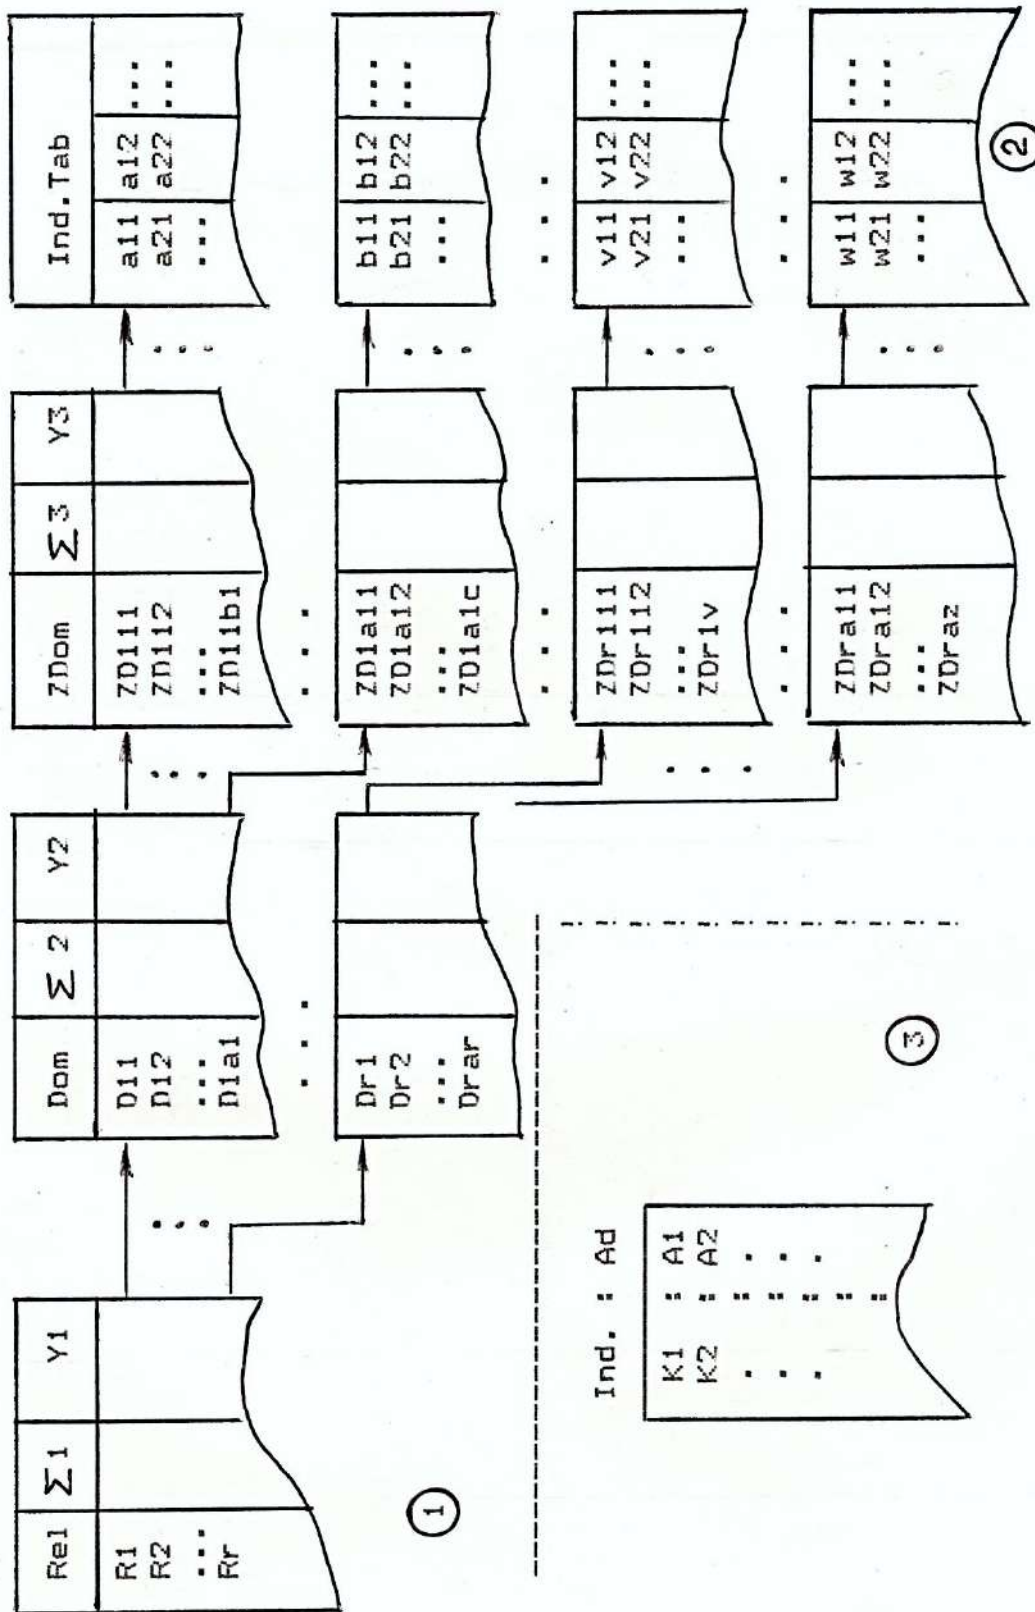 Rel Σ1 Y1
R1
R2
...
Rr
Dom Σ2 Y2
D11
D12
...
D1a1
...
Dr1
Dr2
...
Drar
ZDom Σ3 Y3
ZD111
ZD112
...
ZD11b1
...
ZD1a11
ZD1a12
...
ZD1a1c
...
ZDr111
ZDr112
...
ZDr1v
...
ZDra11
ZDra12
...
ZDraz
Ind.Tab
a11 a12 ...
a21 a22 ...
...
b11 b12 ...
b21 b22 ...
...
...
v11 v12 ...
v21 v22 ...
...
...
w11 w12 ...
w21 w22 ...
...
1
2
Ind. : Ad
K1 : A1
K2 : A2
. : .
. : .
. : .
3